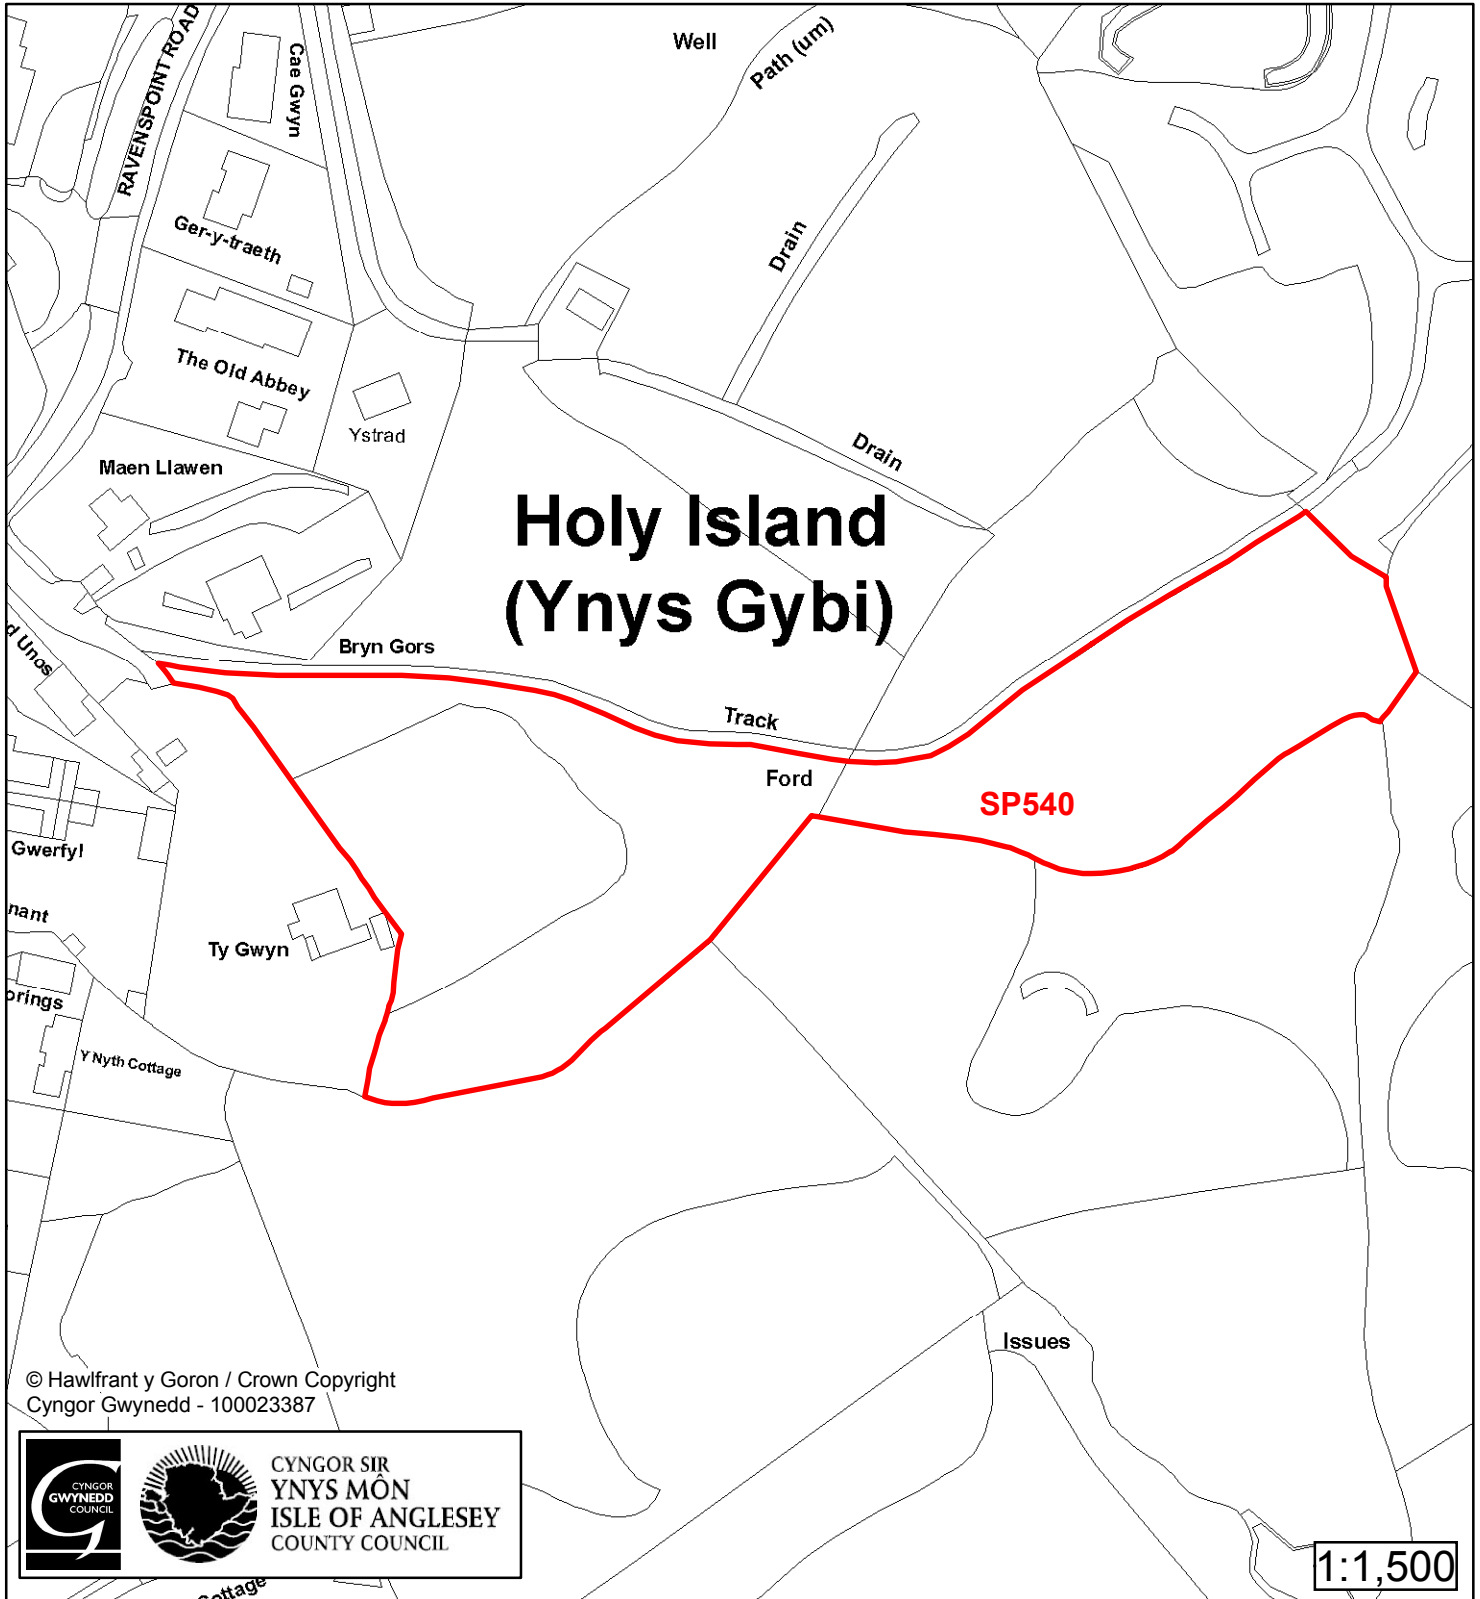 RAVENSPOINT ROAD
Cae Gwyn
Well
Path (um)
Ger-y-traeth
Drain
The Old Abbey
Ystrad
Maen Llawen
Drain
Holy Island
(Ynys Gybi)
d Unos
Bryn Gors
Track
Ford
SP540
Gwerfyl
nant
Ty Gwyn
orings
Y Nyth Cottage
Issues
© Hawlfraint y Goron / Crown Copyright
Cyngor Gwynedd - 100023387
CYNGOR
GWYNEDD
COUNCIL
CYNGOR SIR
YNYS MÔN
ISLE OF ANGLESEY
COUNTY COUNCIL
Cottage
1:1,500